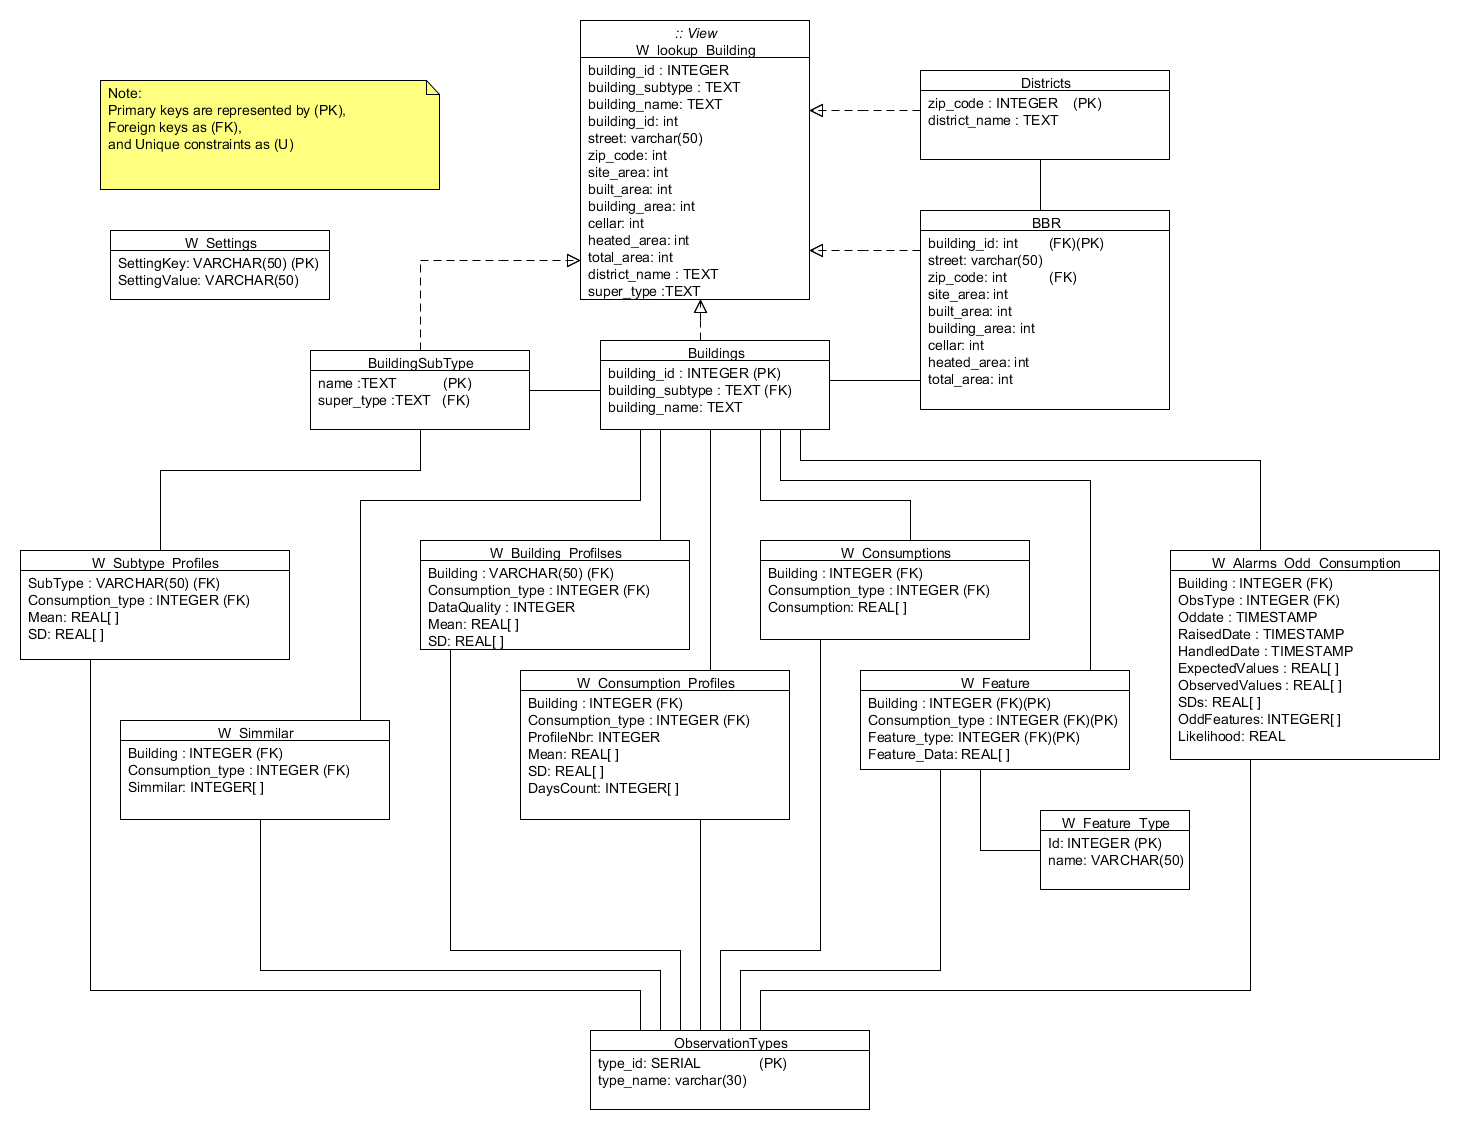 :: View
W_lookup_Building
building_id : INTEGER
building_subtype : TEXT
building_name: TEXT
building_id: int
street: varchar(50)
zip_code: int
site_area: int
built_area: int
building_area: int
cellar: int
heated_area: int
total_area: int
district_name : TEXT
super_type :TEXT
Note:
Primary keys are represented by (PK),
Foreign keys as (FK),
and Unique constraints as (U)
Districts
zip_code : INTEGER (PK)
district_name : TEXT
W_Settings
SettingKey: VARCHAR(50) (PK)
SettingValue: VARCHAR(50)
BBR
building_id: int (FK)(PK)
street: varchar(50)
zip_code: int (FK)
site_area: int
built_area: int
building_area: int
cellar: int
heated_area: int
total_area: int
BuildingSubType
name :TEXT (PK)
super_type :TEXT (FK)
Buildings
building_id : INTEGER (PK)
building_subtype : TEXT (FK)
building_name: TEXT
W_Subtype_Profiles
SubType : VARCHAR(50) (FK)
Consumption_type : INTEGER (FK)
Mean: REAL[ ]
SD: REAL[ ]
W_Building_Profilses
Building : VARCHAR(50) (FK)
Consumption_type : INTEGER (FK)
DataQuality : INTEGER
Mean: REAL[ ]
SD: REAL[ ]
W_Consumptions
Building : INTEGER (FK)
Consumption_type : INTEGER (FK)
Consumption: REAL[ ]
W_Alarms_Odd_Consumption
Building : INTEGER (FK)
ObsType : INTEGER (FK)
Oddate : TIMESTAMP
RaisedDate : TIMESTAMP
HandledDate : TIMESTAMP
ExpectedValues : REAL[ ]
ObservedValues : REAL[ ]
SDs: REAL[ ]
OddFeatures: INTEGER[ ]
Likelihood: REAL
W_Simmilar
Building : INTEGER (FK)
Consumption_type : INTEGER (FK)
Simmilar: INTEGER[ ]
W_Consumption_Profiles
Building : INTEGER (FK)
Consumption_type : INTEGER (FK)
ProfileNbr: INTEGER
Mean: REAL[ ]
SD: REAL[ ]
DaysCount: INTEGER[ ]
W_Feature
Building : INTEGER (FK)(PK)
Consumption_type : INTEGER (FK)(PK)
Feature_type: INTEGER (FK)(PK)
Feature_Data: REAL[ ]
W_Feature_Type
Id: INTEGER (PK)
name: VARCHAR(50)
ObservationTypes
type_id: SERIAL (PK)
type_name: varchar(30)